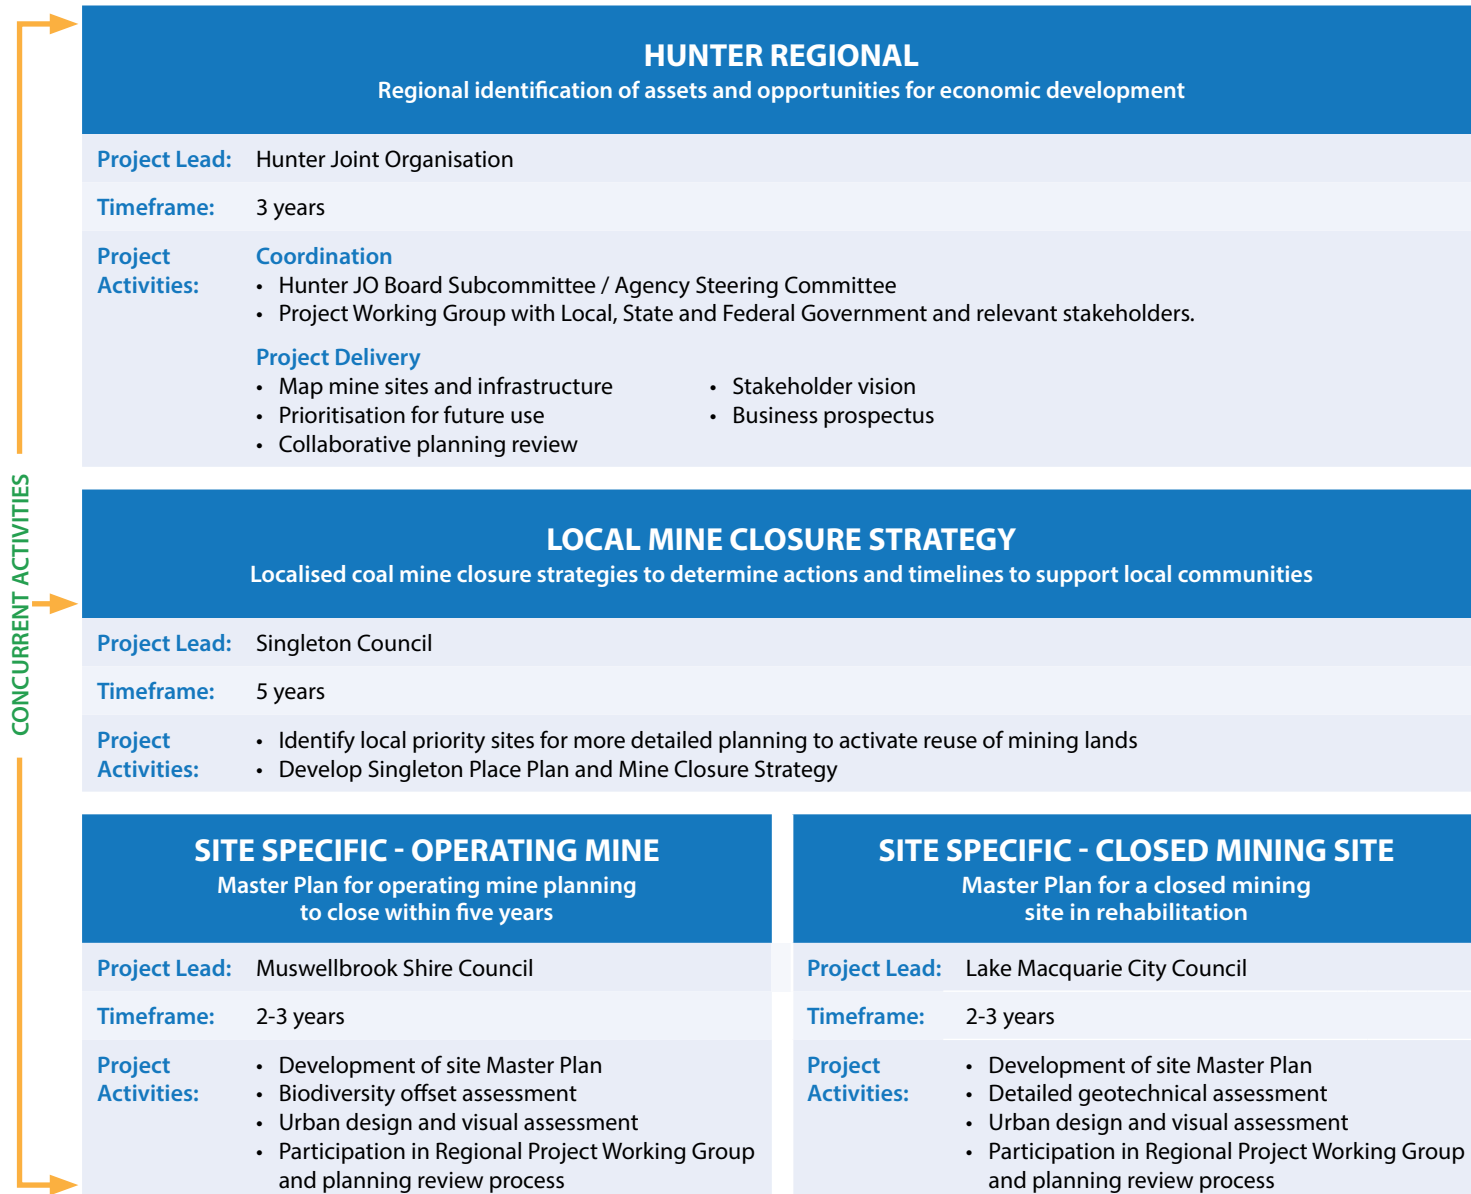 CONCURRENT ACTIVITIES
HUNTER REGIONAL
Regional identification of assets and opportunities for economic development
Project Lead: Hunter Joint Organisation
Timeframe: 3 years
Project Activities:
Coordination
• Hunter JO Board Subcommittee / Agency Steering Committee
• Project Working Group with Local, State and Federal Government and relevant stakeholders.
Project Delivery
• Map mine sites and infrastructure
• Prioritisation for future use
• Collaborative planning review
• Stakeholder vision
• Business prospectus
LOCAL MINE CLOSURE STRATEGY
Localised coal mine closure strategies to determine actions and timelines to support local communities
Project Lead: Singleton Council
Timeframe: 5 years
Project
Activities:
• Identify local priority sites for more detailed planning to activate reuse of mining lands
• Develop Singleton Place Plan and Mine Closure Strategy
SITE SPECIFIC - OPERATING MINE
Master Plan for operating mine planning
to close within five years
Project Lead: Muswellbrook Shire Council
Timeframe: 2-3 years
Project
Activities:
• Development of site Master Plan
• Biodiversity offset assessment
• Urban design and visual assessment
• Participation in Regional Project Working Group
and planning review process
SITE SPECIFIC - CLOSED MINING SITE
Master Plan for a closed mining
site in rehabilitation
Project Lead: Lake Macquarie City Council
Timeframe: 2-3 years
Project
Activities:
• Development of site Master Plan
• Detailed geotechnical assessment
• Urban design and visual assessment
• Participation in Regional Project Working Group
and planning review process